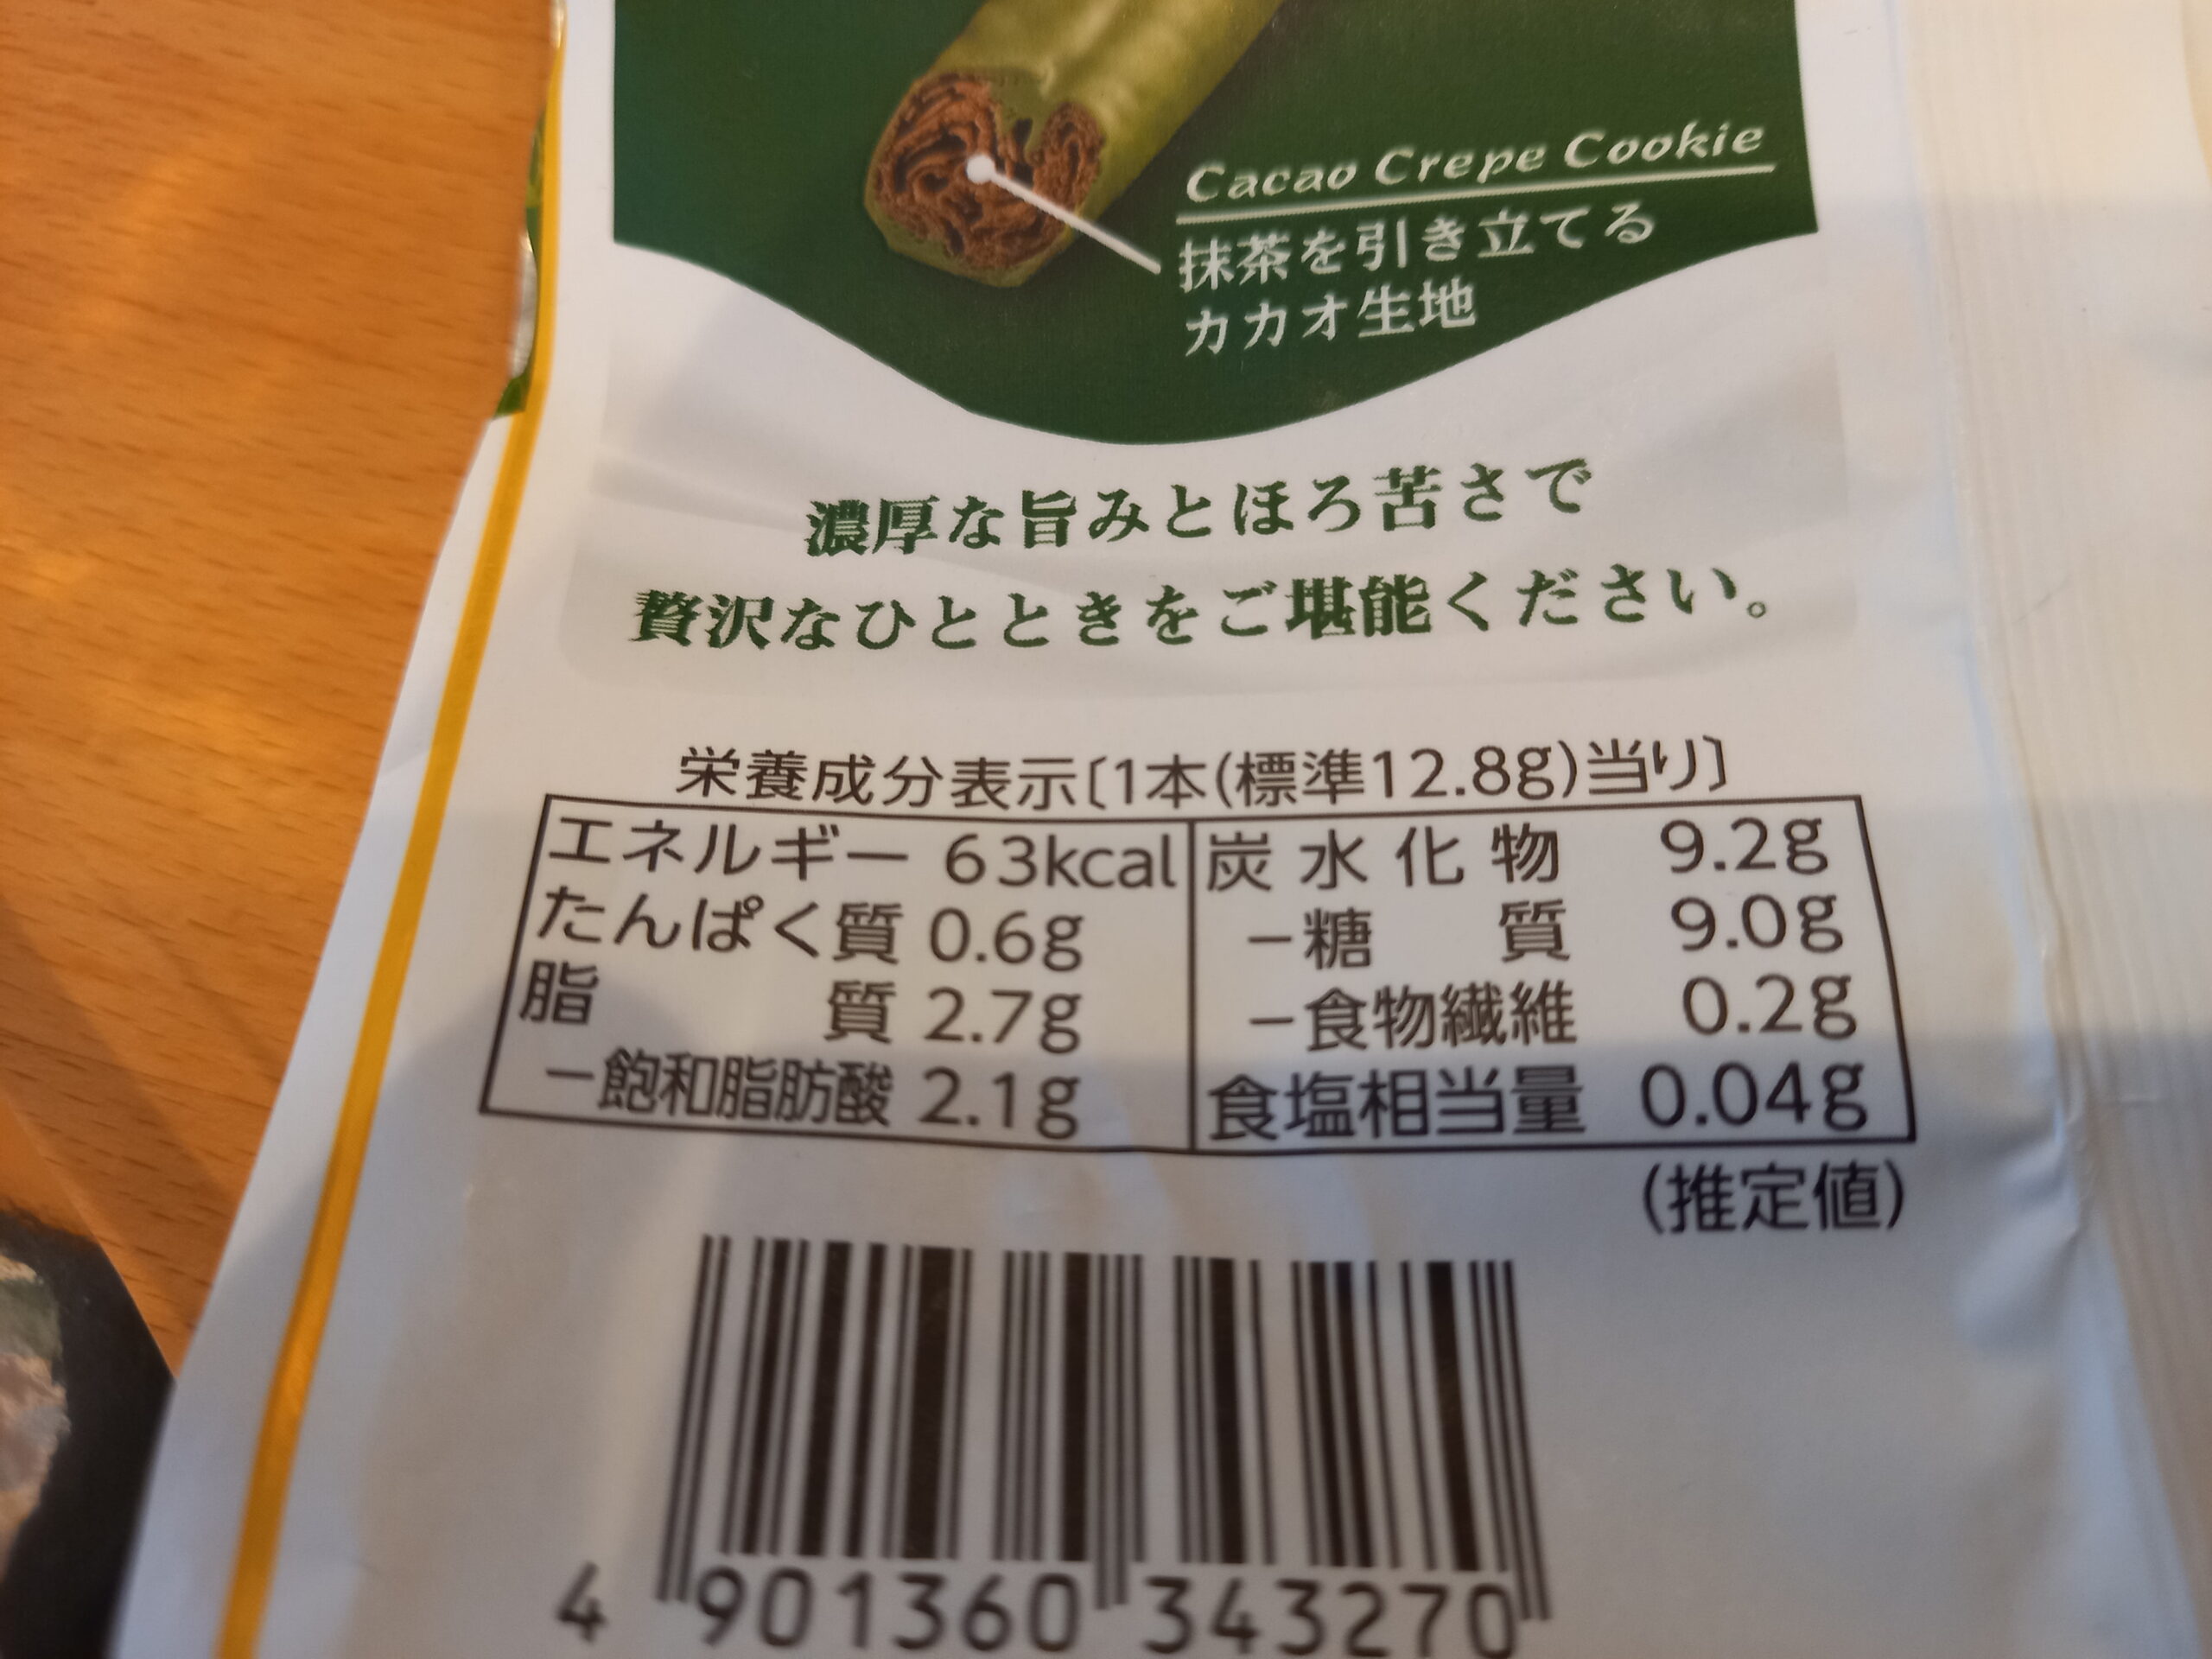 Cacao Crepe Cookie
抹茶を引き立てる
カカオ生地
濃厚な旨みとほろ苦さで
贅沢なひとときをご堪能ください。
栄養成分表示〔1本(標準12.8g)当り〕
エネルギー 63kcal
たんぱく質 0.6g
脂質 2.7g
−飽和脂肪酸 2.1g
炭水化物 9.2g
−糖質 9.0g
−食物繊維 0.2g
食塩相当量 0.04g
(推定値)
4 901360 343270